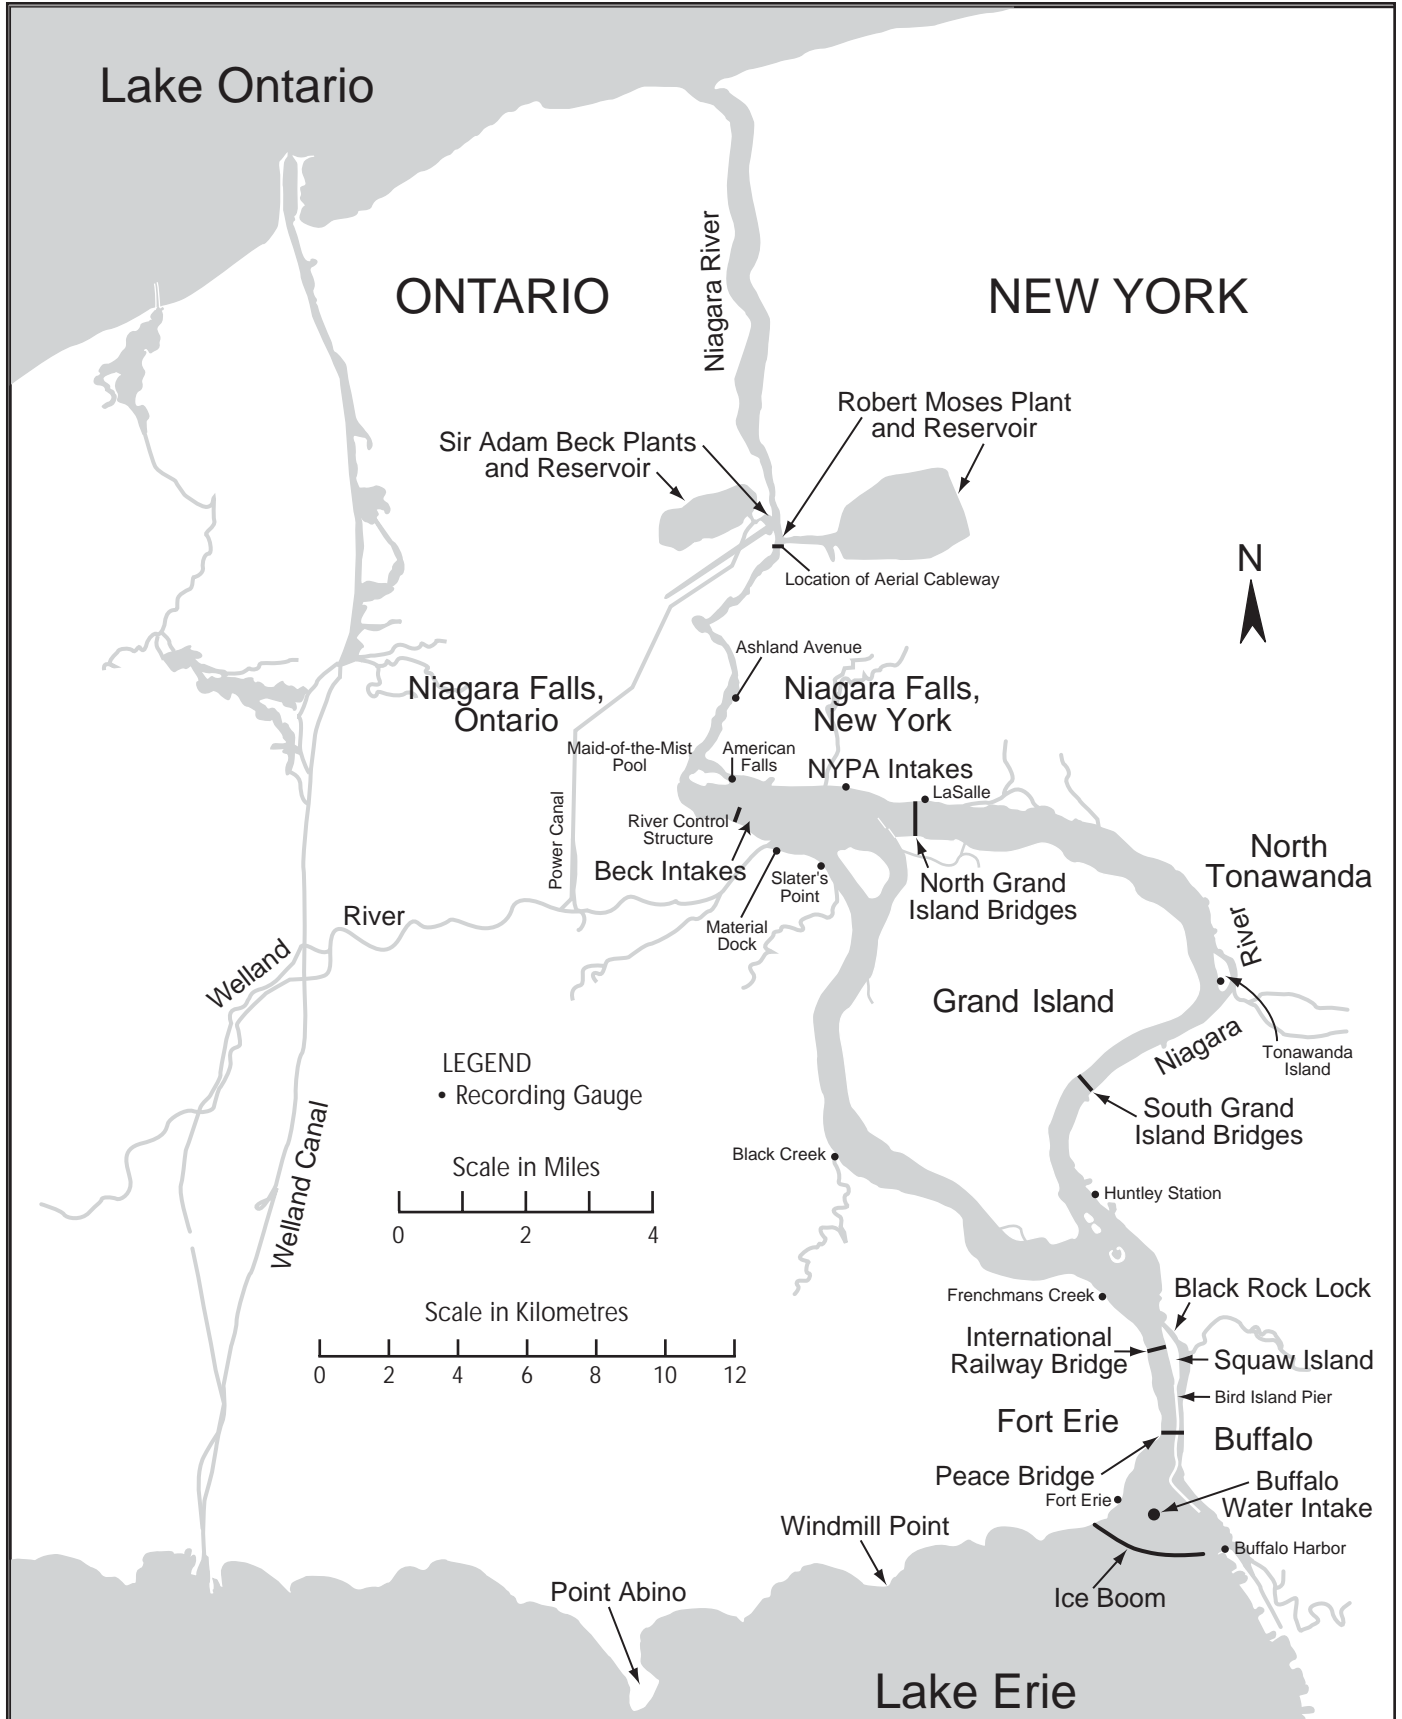 Lake Ontario
Niagara River
ONTARIO
NEW YORK
Robert Moses Plant
and Reservoir
Sir Adam Beck Plants
and Reservoir
N
Location of Aerial Cableway
Ashland Avenue
Niagara Falls,
Ontario
Niagara Falls,
New York
Maid-of-the-Mist
Pool
American
Falls
NYPA Intakes
LaSalle
Power Canal
River Control
Structure
Beck Intakes
Slater's
Point
North Grand
Island Bridges
North
Tonawanda
River
Welland
Material
Dock
River
Grand Island
Niagara
Tonawanda
Island
LEGEND
• Recording Gauge
South Grand
Island Bridges
Welland Canal
Black Creek
Scale in Miles
0 2 4
Huntley Station
Scale in Kilometres
0 2 4 6 8 10 12
Frenchmans Creek
Black Rock Lock
International
Railway Bridge
Squaw Island
Bird Island Pier
Fort Erie
Buffalo
Peace Bridge
Fort Erie
Buffalo
Water Intake
Windmill Point
Buffalo Harbor
Point Abino
Ice Boom
Lake Erie